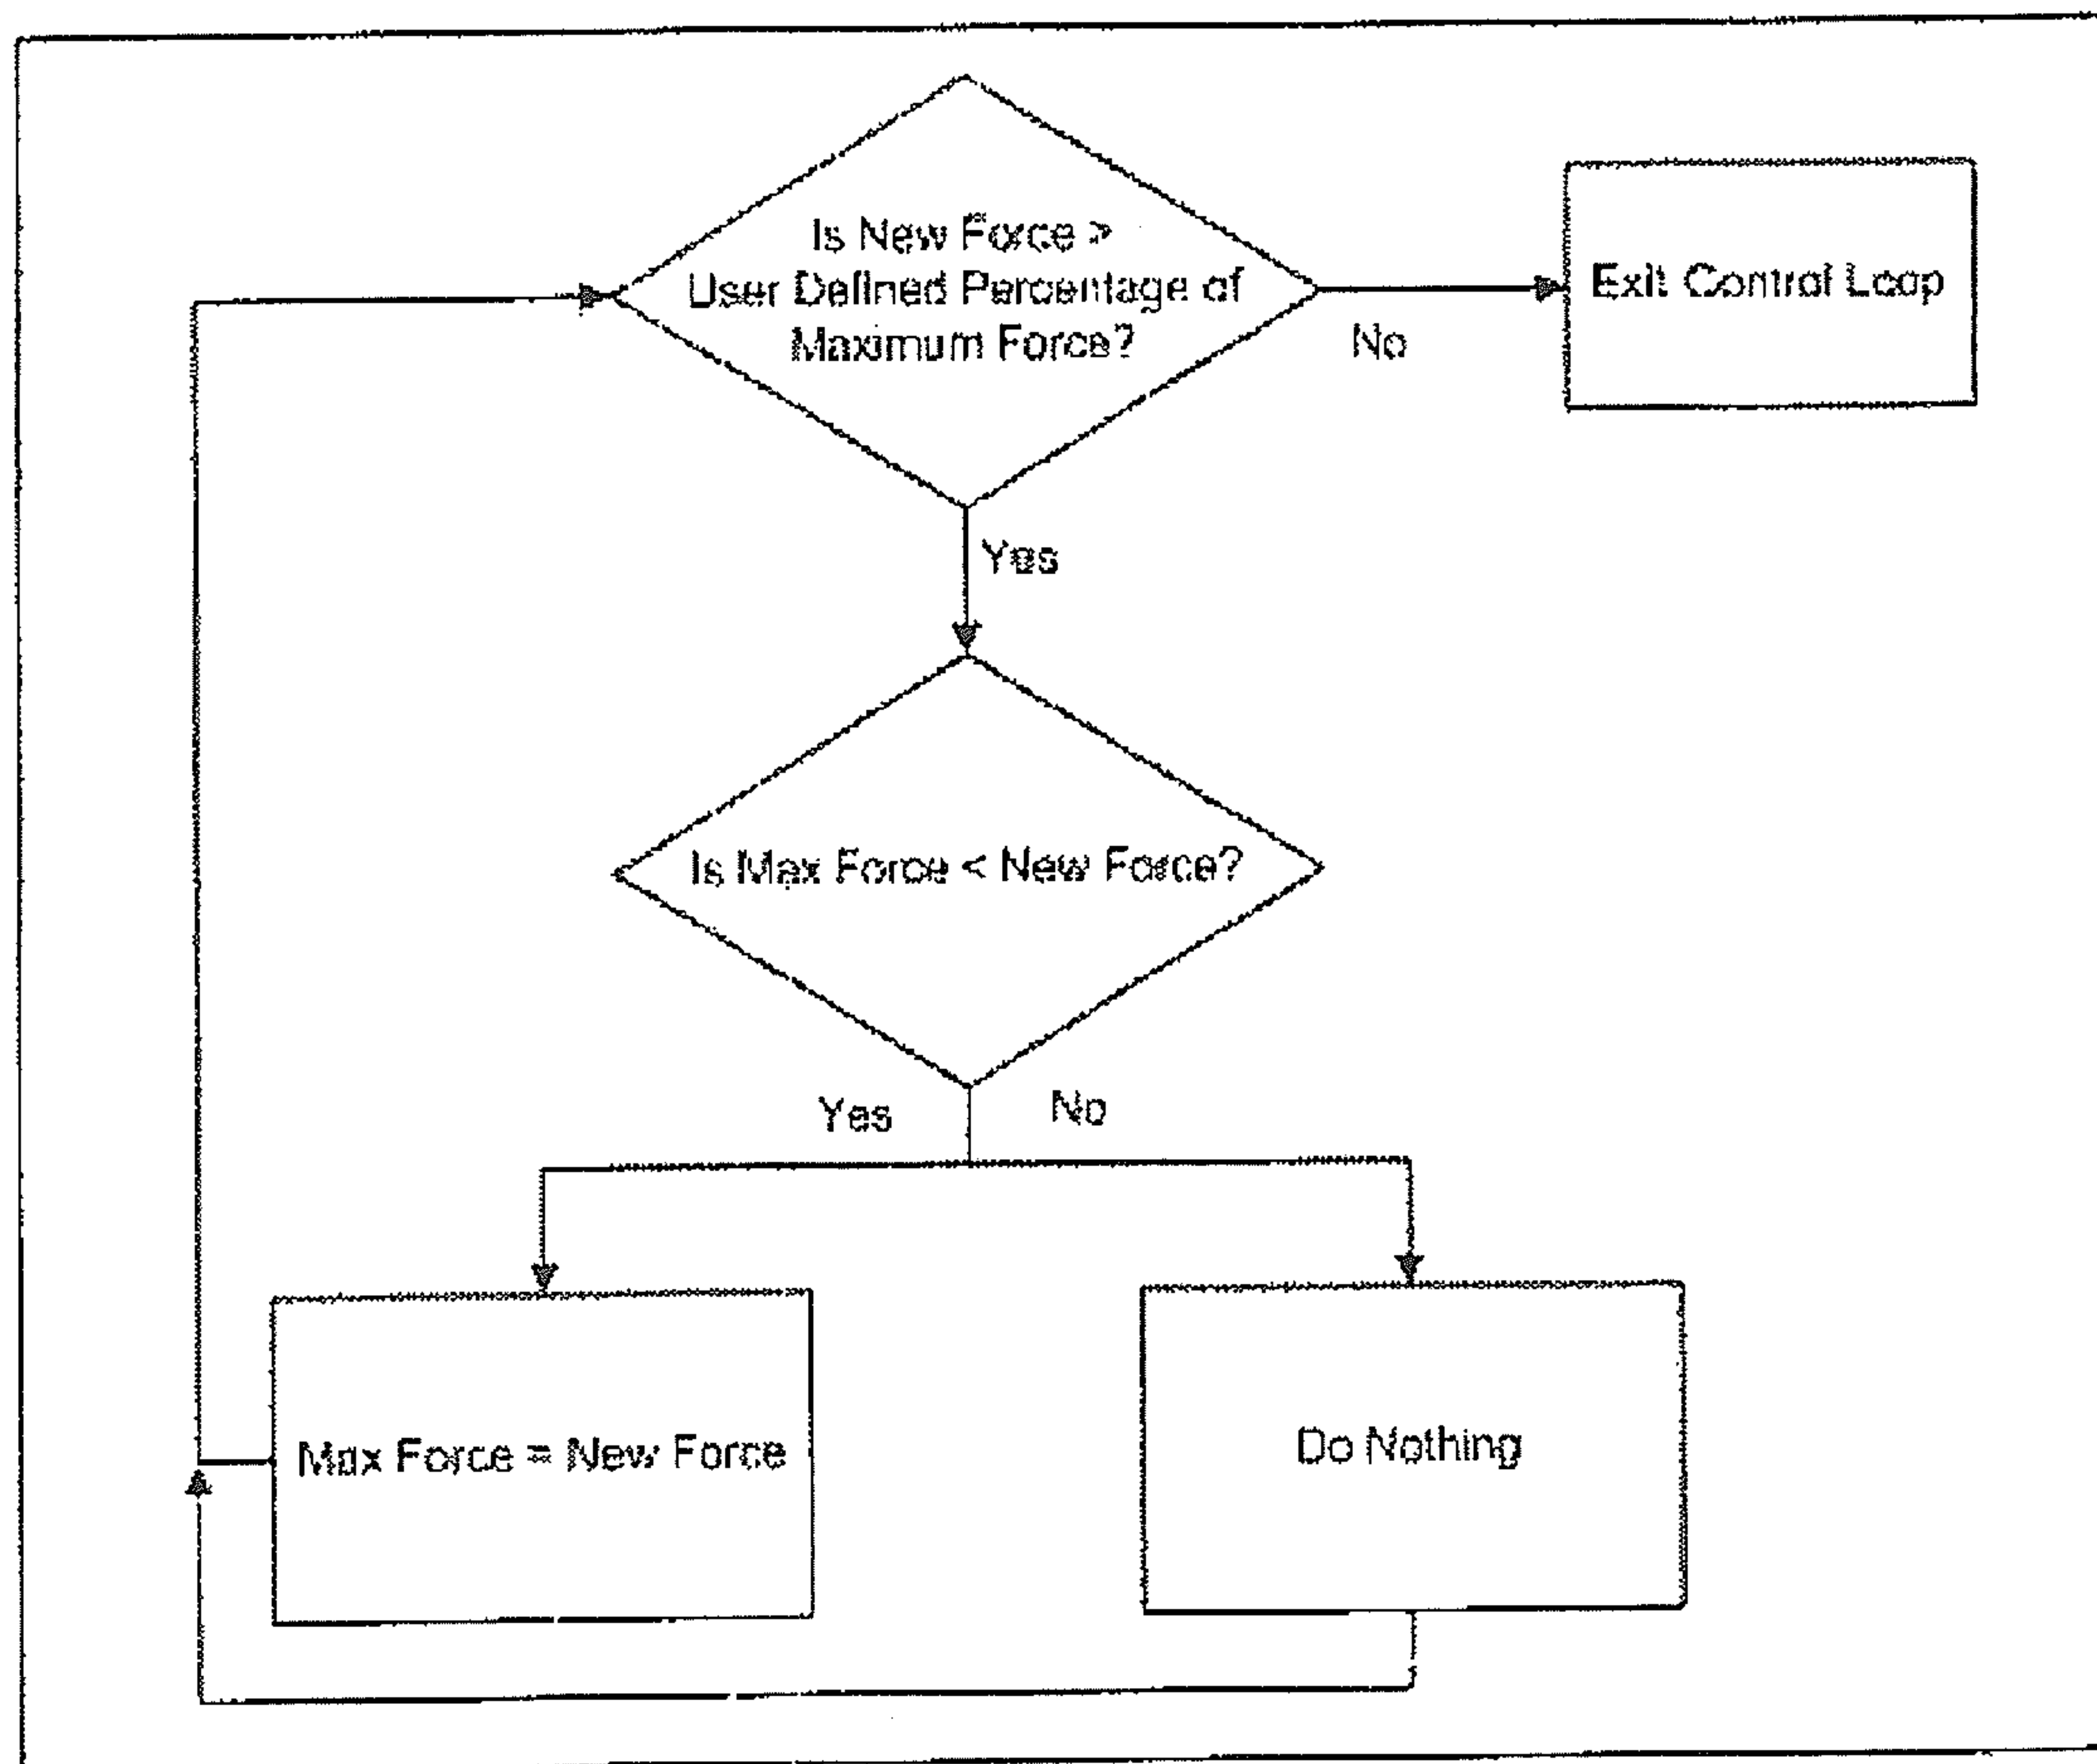 Is New Force >
User Defined Percentage of
Maximum Force?
No
Exit Control Loop
Yes
Is Max Force < New Force?
Yes
No
Max Force = New Force
Do Nothing